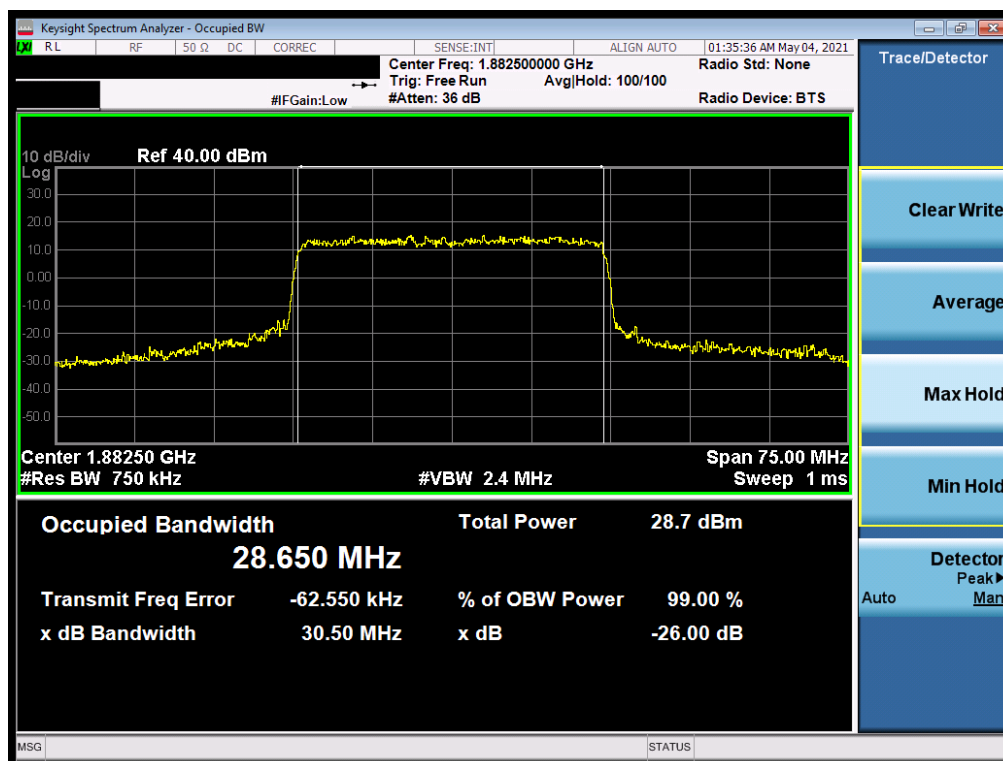 Keysight Spectrum Analyzer - Occupied BW
LXI RL RF 50 Ω DC CORREC SENSE:INT ALIGN AUTO 01:35:36 AM May 04, 2021
Center Freq: 1.882500000 GHz Radio Std: None
Trig: Free Run Avg|Hold: 100/100
#IFGain:Low #Atten: 36 dB Radio Device: BTS
Trace/Detector
10 dB/div Ref 40.00 dBm
Log
30.0
20.0
10.0
0.00
-10.0
-20.0
-30.0
-40.0
-50.0
Center 1.88250 GHz Span 75.00 MHz
#Res BW 750 kHz #VBW 2.4 MHz Sweep 1 ms
Occupied Bandwidth Total Power 28.7 dBm
28.650 MHz
Transmit Freq Error -62.550 kHz % of OBW Power 99.00 %
x dB Bandwidth 30.50 MHz x dB -26.00 dB
Clear Write
Average
Max Hold
Min Hold
Detector
Peak▶
Auto Man
MSG STATUS